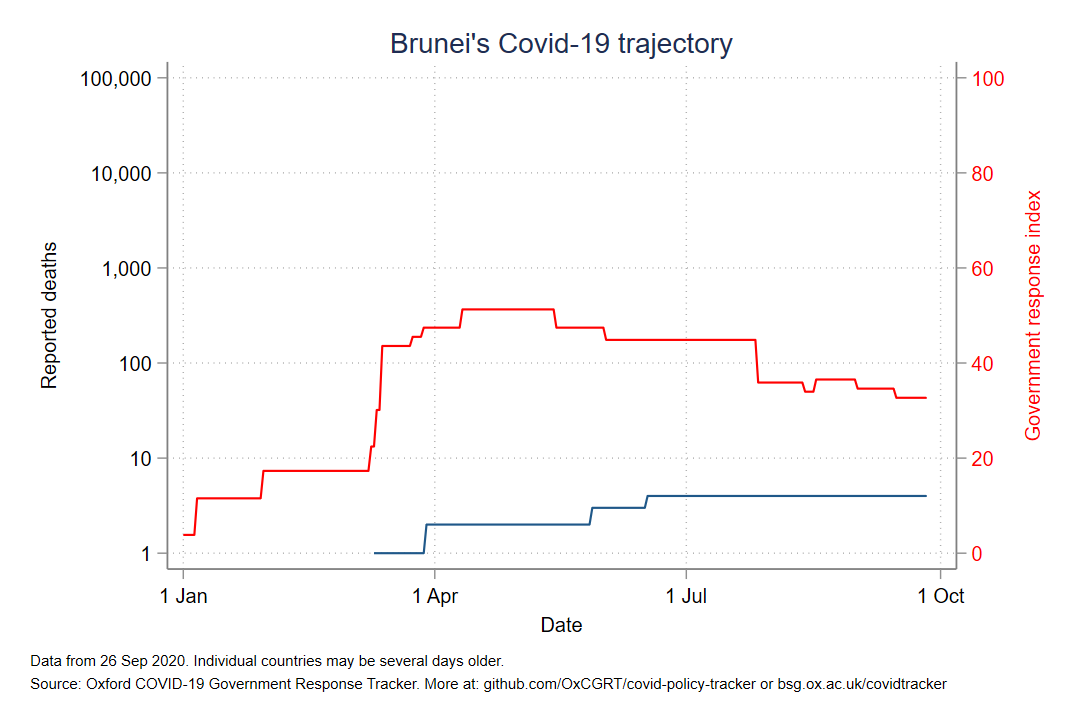 Brunei's Covid-19 trajectory
100,000
10,000
1,000
100
10
1
Reported deaths
100
80
60
40
20
0
Government response index
1 Jan
1 Apr
1 Jul
1 Oct
Date
Data from 26 Sep 2020. Individual countries may be several days older.
Source: Oxford COVID-19 Government Response Tracker. More at: github.com/OxCGRT/covid-policy-tracker or bsg.ox.ac.uk/covidtracker